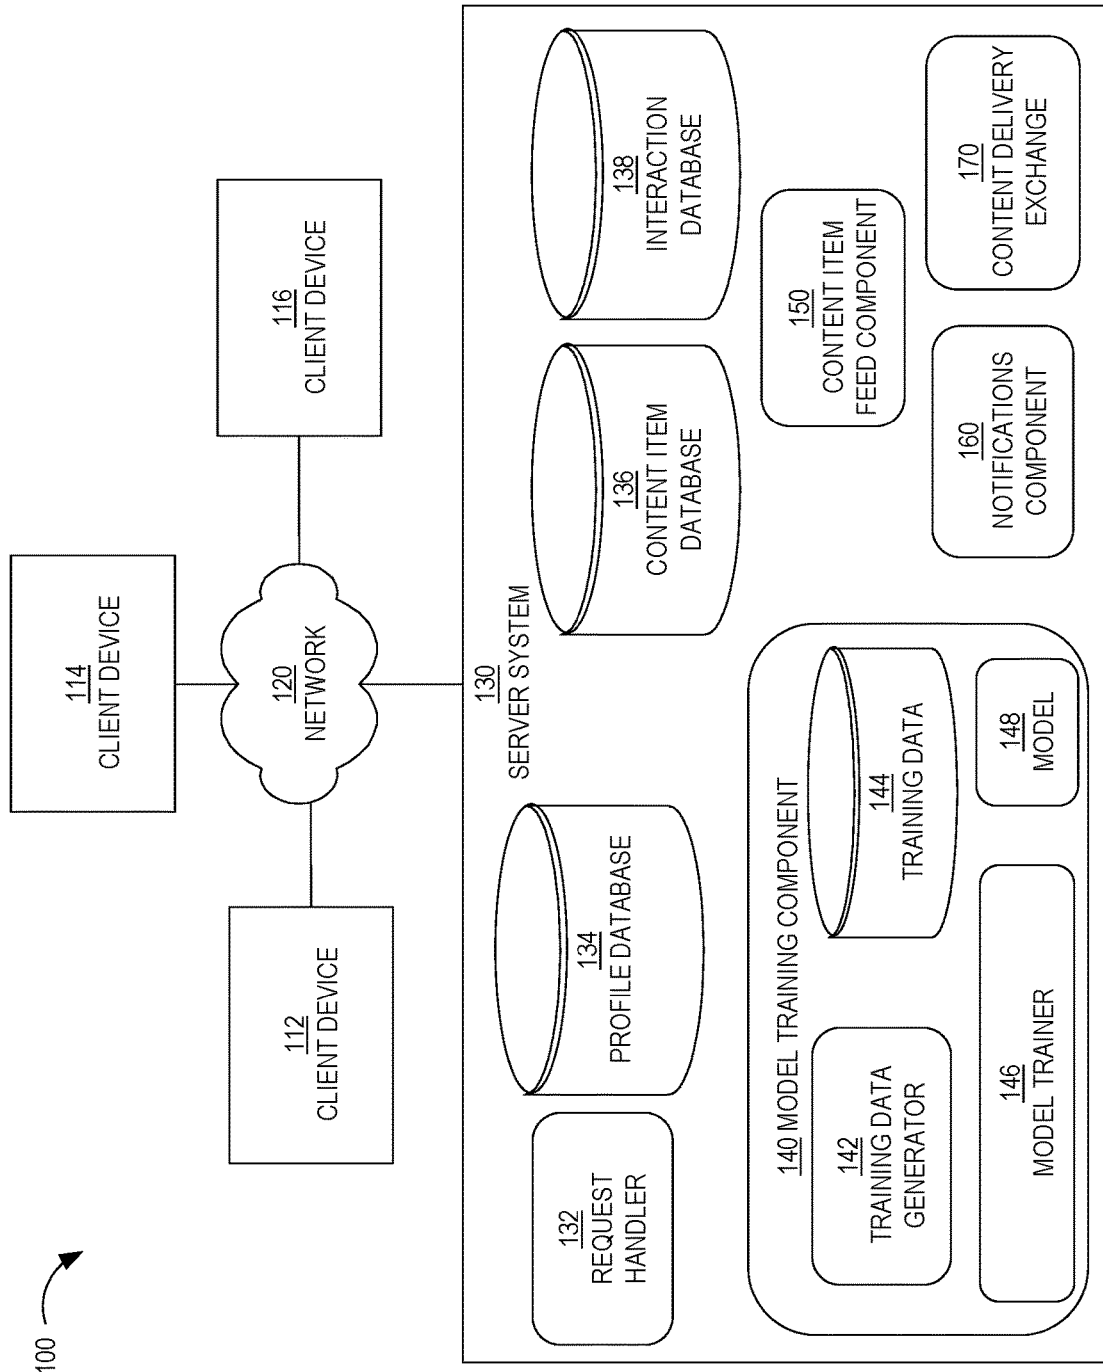 100
114
CLIENT DEVICE
112
CLIENT DEVICE
120
NETWORK
116
CLIENT DEVICE
130
SERVER SYSTEM
132
REQUEST
HANDLER
134
PROFILE DATABASE
136
CONTENT ITEM
DATABASE
138
INTERACTION
DATABASE
140 MODEL TRAINING COMPONENT
142
TRAINING DATA
GENERATOR
144
TRAINING DATA
146
MODEL TRAINER
148
MODEL
150
CONTENT ITEM
FEED COMPONENT
160
NOTIFICATIONS
COMPONENT
170
CONTENT DELIVERY
EXCHANGE